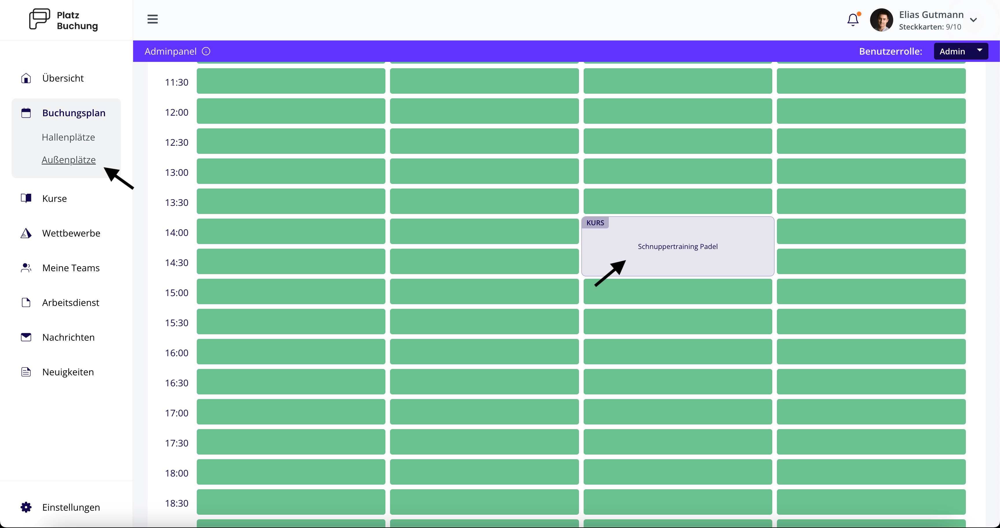 Platz
Buchung
Elias Gutmann
Steckkarten: 9/10
Adminpanel
Benutzerrolle:
Admin
Übersicht
Buchungsplan
Hallenplätze
Außenplätze
Kurse
Wettbewerbe
Meine Teams
Arbeitsdienst
Nachrichten
Neuigkeiten
Einstellungen
11:30
12:00
12:30
13:00
13:30
14:00
KURS
Schnuppertraining Padel
14:30
15:00
15:30
16:00
16:30
17:00
17:30
18:00
18:30